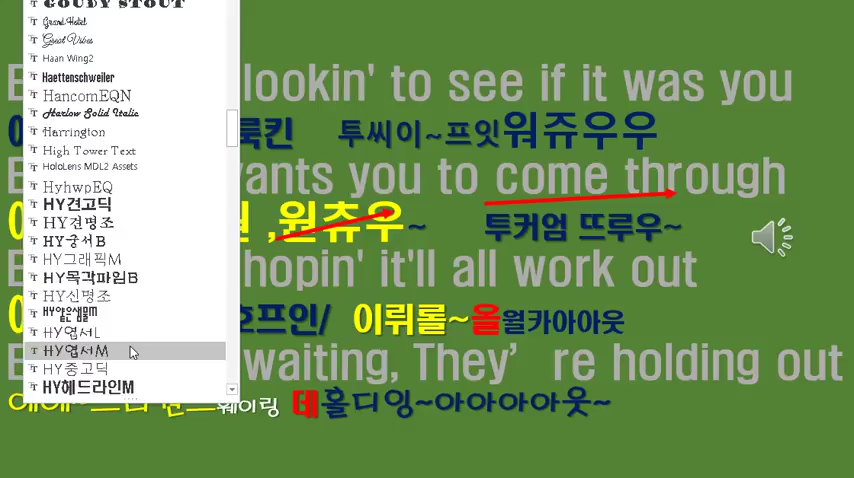 GOUDY STOUT
Grand Hotel
Great Vibes
Haan Wing2
Haettenschweiler
HancomEQN
Harlow Solid Italic
Harrington
High Tower Text
HoloLens MDL2 Assets
HyhwpEQ
HY견고딕
HY견명조
HY궁서B
HY그래픽M
HY목각파임B
HY신명조
HY얕은샘물M
HY엽서L
HY엽서M
HY중고딕
HY헤드라인M
lookin' to see if it was you
룩킨 투씨이~프잇워쥬우우
wants you to come through
,원츄우~ 투커엄 뜨루우~
hopin' it'll all work out
호프인/ 이뤄롤~올월카아아웃
waiting, They’re holding out
웨이링 데홀디잉~아아아아웃~